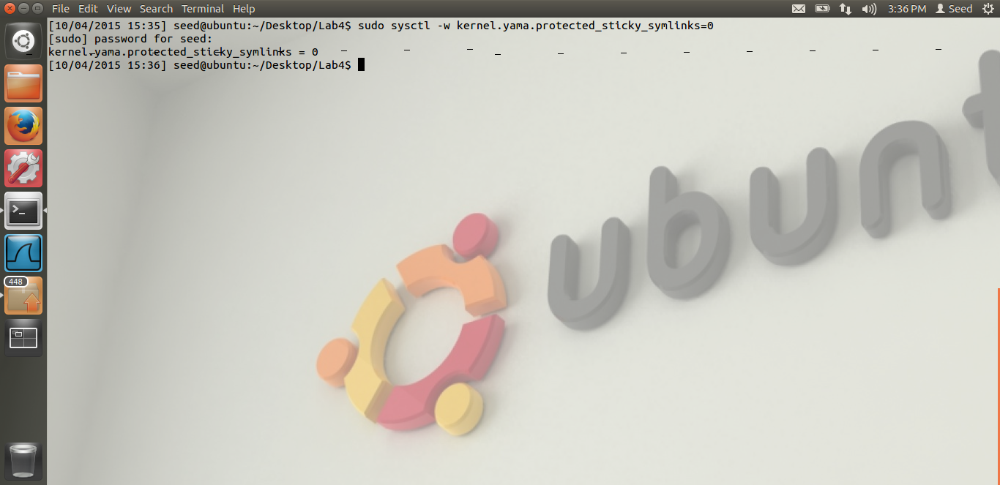 File Edit View Search Terminal Help
3:36 PM Seed
[10/04/2015 15:35] seed@ubuntu:~/Desktop/Lab4$ sudo sysctl -w kernel.yama.protected_sticky_symlinks=0
[sudo] password for seed:
kernel.yama.protected_sticky_symlinks = 0
[10/04/2015 15:36] seed@ubuntu:~/Desktop/Lab4$
448
ubunt